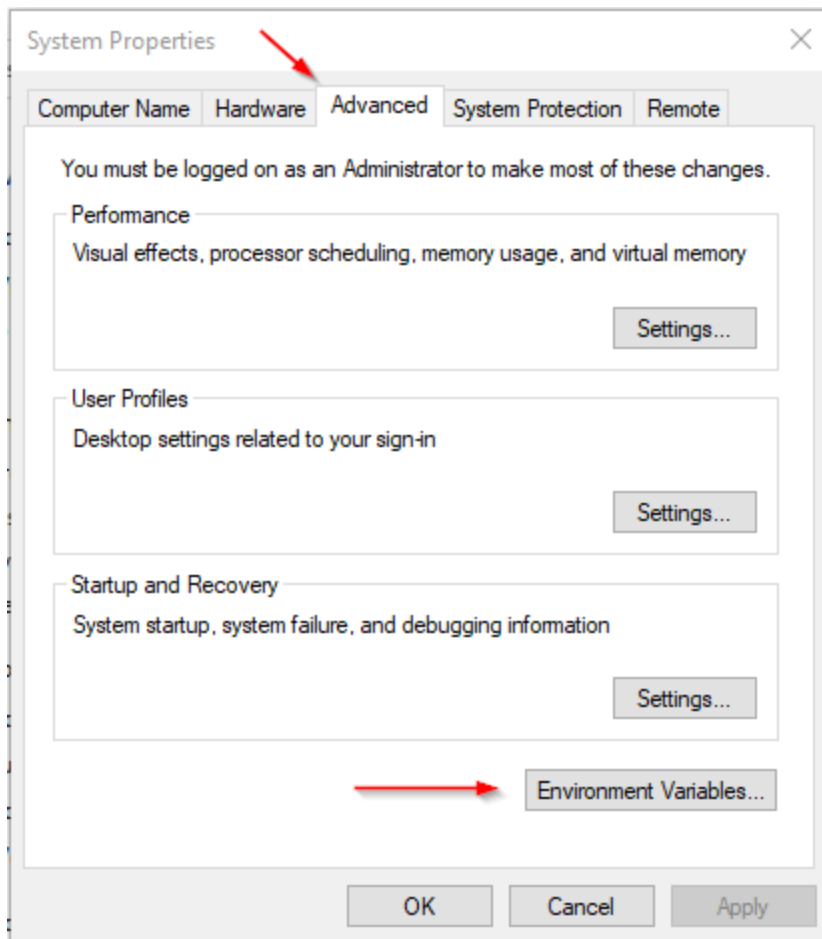 System Properties
Computer Name Hardware Advanced System Protection Remote
You must be logged on as an Administrator to make most of these changes.
Performance
Visual effects, processor scheduling, memory usage, and virtual memory
Settings...
User Profiles
Desktop settings related to your sign-in
Settings...
Startup and Recovery
System startup, system failure, and debugging information
Settings...
Environment Variables...
OK Cancel Apply